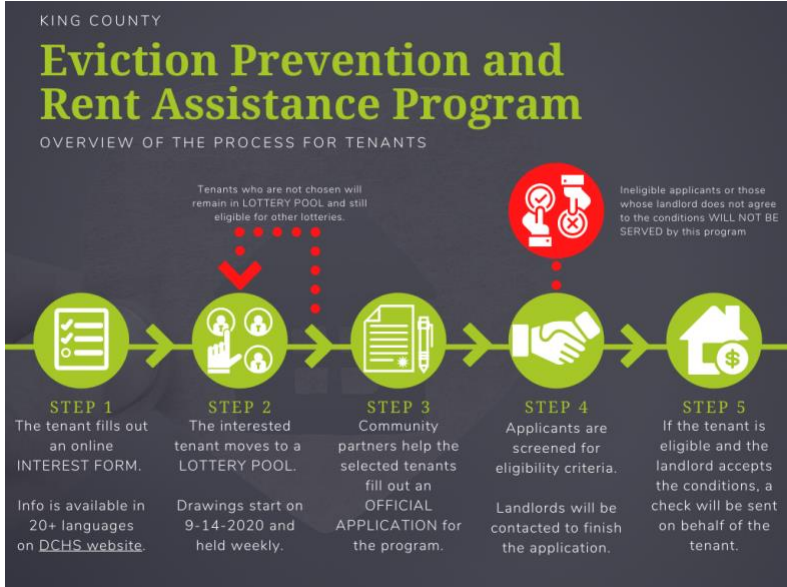 KING COUNTY
Eviction Prevention and
Rent Assistance Program
OVERVIEW OF THE PROCESS FOR TENANTS
Tenants who are not chosen will
remain in LOTTERY POOL and still
eligible for other lotteries.
Ineligible applicants or those
whose landlord does not agree
to the conditions WILL NOT BE
SERVED by this program
STEP 1
The tenant fills out
an online
INTEREST FORM.
Info is available in
20+ languages
on DCHS website.
STEP 2
The interested
tenant moves to a
LOTTERY POOL.
Drawings start on
9-14-2020 and
held weekly.
STEP 3
Community
partners help the
selected tenants
fill out an
OFFICIAL
APPLICATION for
the program.
STEP 4
Applicants are
screened for
eligibility criteria.
Landlords will be
contacted to finish
the application.
STEP 5
If the tenant is
eligible and the
landlord accepts
the conditions, a
check will be sent
on behalf of the
tenant.
$